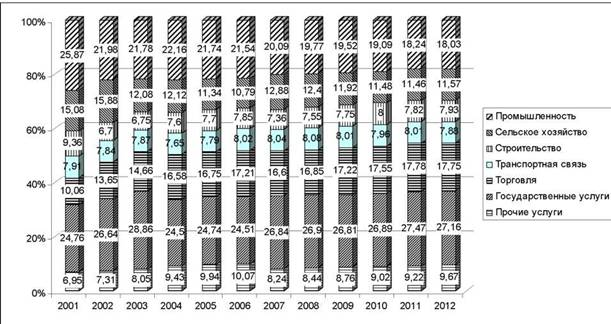 100%
80%
60%
40%
20%
0%
25,87 21,98 21,78 22,16 21,74 21,54 20,09 19,77 19,52 19,09 18,24 18,03
15,08 15,88 12,08 12,12 11,34 10,79 12,88 12,4 11,92 11,48 11,46 11,57
9,36 6,7 6,75 7,6 7,7 7,85 7,36 7,55 7,75 8 7,82 7,93
7,91 7,84 7,87 7,65 7,79 8,02 8,04 8,08 8,01 7,96 8,01 7,88
10,06 13,65 14,66 16,58 16,75 17,21 16,6 16,85 17,22 17,55 17,78 17,75
24,76 26,64 28,86 24,5 24,74 24,51 26,84 26,9 26,81 26,89 27,47 27,16
6,95 7,31 8,05 9,43 9,94 10,07 8,24 8,44 8,76 9,02 9,22 9,67
2001 2002 2003 2004 2005 2006 2007 2008 2009 2010 2011 2012
Промышленность
Сельское хозяйство
Строительство
Транспортная связь
Торговля
Государственные услуги
Прочие услуги